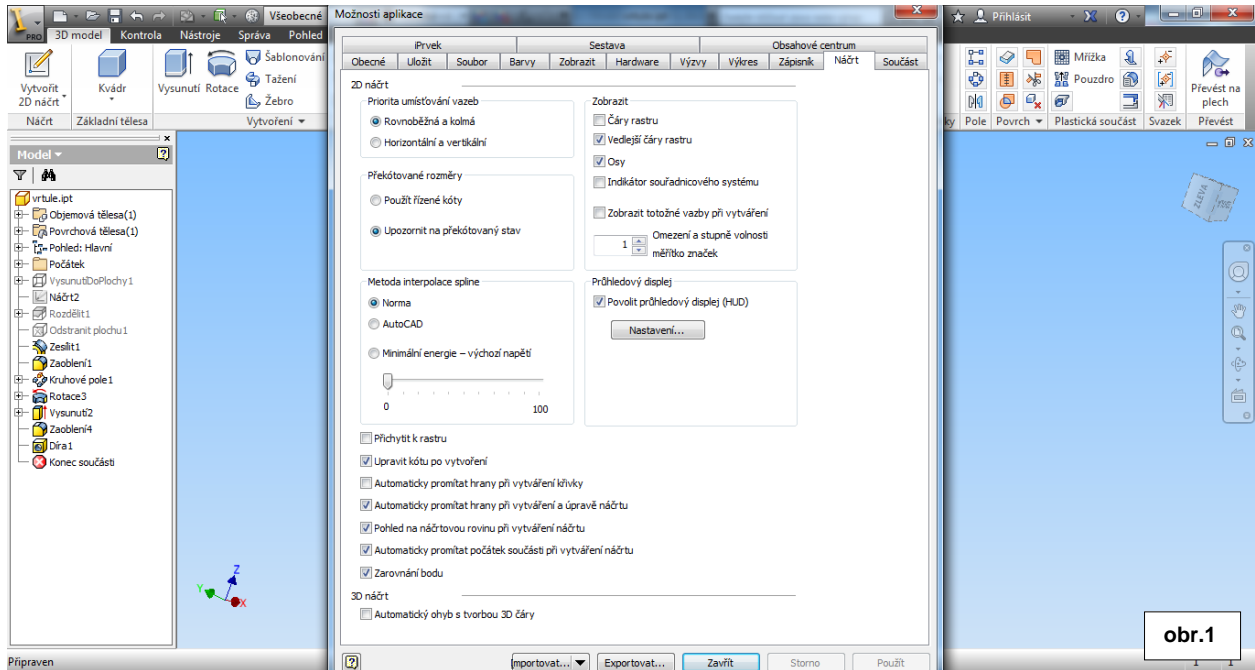 PRO
Všeobecné
Možnosti aplikace
Přihlásit
3D model Kontrola Nástroje Správa Pohled
Vytvořit
2D náčrt
Kvádr
Vysunutí Rotace
Šablonování
Tažení
Žebro
Náčrt Základní tělesa Vytvoření
Mřížka
Pouzdro
Převést na
plech
Pole Povrch Plastická součást Svazek Převést
Model
vrtule.ipt
Objemová tělesa(1)
Povrchová tělesa(1)
Pohled: Hlavní
Počátek
VysunutíDoPlochy1
Náčrt2
Rozdělit1
Odstranit plochu1
Zesílit1
Zaoblení1
Kruhové pole1
Rotace3
Vysunutí2
Zaoblení4
Díra1
Konec součásti
iPrvek Sestava Obsahové centrum
Obecné Uložit Soubor Barvy Zobrazit Hardware Výzvy Výkres Zápisník Náčrt Součást
2D náčrt
Priorita umísťování vazeb
Rovnoběžná a kolmá
Horizontální a vertikální
Překótované rozměry
Použít řízené kóty
Upozornit na překótovaný stav
Metoda interpolace spline
Norma
AutoCAD
Minimální energie – výchozí napětí
0 100
Zobrazit
Čáry rastru
Vedlejší čáry rastru
Osy
Indikátor souřadnicového systému
Zobrazit totožné vazby při vytváření
1
Omezení a stupně volnosti
měřítko značek
Průhledový displej
Povolit průhledový displej (HUD)
Nastavení...
Přichytit k rastru
Upravit kótu po vytvoření
Automaticky promítat hrany při vytváření křivky
Automaticky promítat hrany při vytváření a úpravě náčrtu
Pohled na náčrtovou rovinu při vytváření náčrtu
Automaticky promítat počátek součásti při vytváření náčrtu
Zarovnání bodu
3D náčrt
Automatický ohyb s tvorbou 3D čáry
mportovat... Exportovat... Zavřít Storno Použít
ZLEVA
Z
Y
X
obr.1
Připraven
1 1